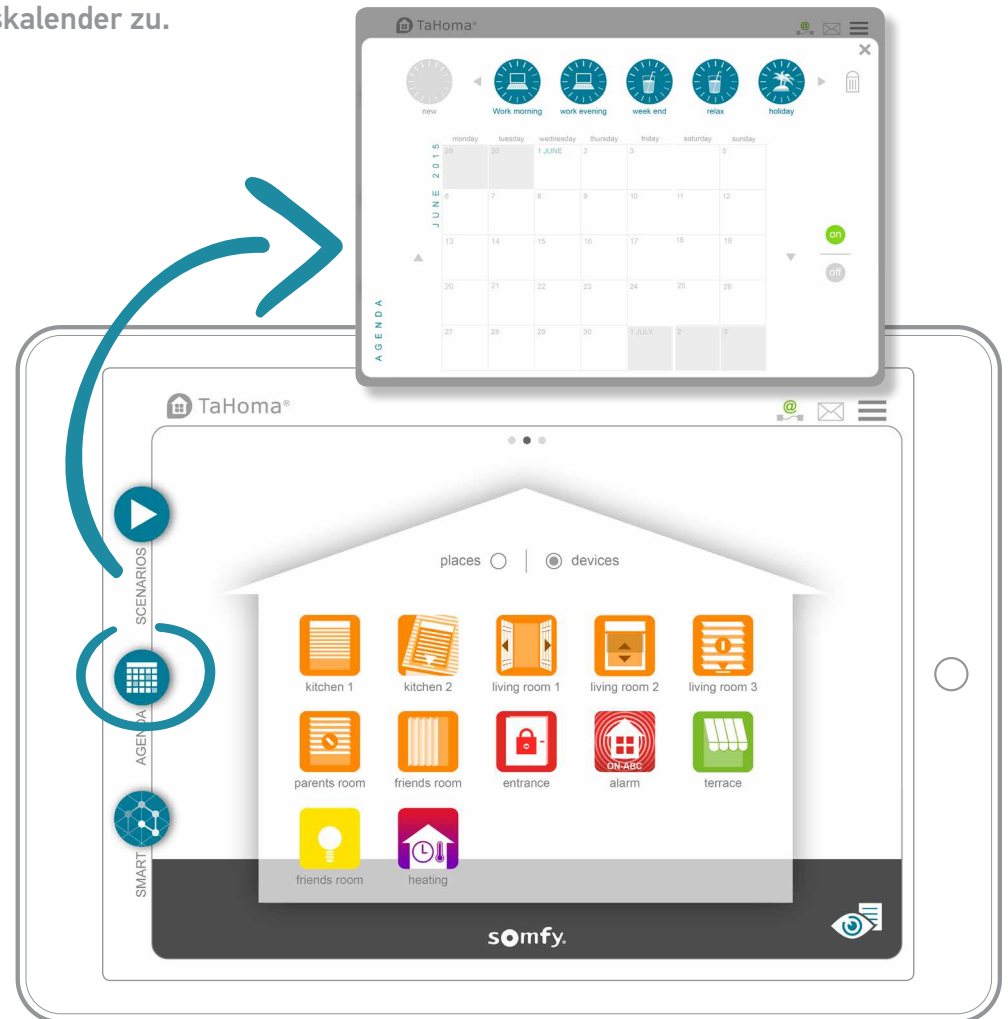 skalender zu.
TaHoma®
new
Work morning
work evening
week end
relax
holiday
monday tuesday wednesday thursday friday saturday sunday
JUNE 2015
29 30 1 JUNE 2 3 5
6 7 8 9 10 11 12
13 14 15 16 17 18 19
20 21 22 23 24 25 26
27 28 29 30 1 JULY 2 3
on
off
AGENDA
TaHoma®
@
places devices
SCENARIOS
AGENDA
SMART
kitchen 1 kitchen 2 living room 1 living room 2 living room 3
ON-ABC
parents room friends room entrance alarm terrace
friends room heating
somfy.